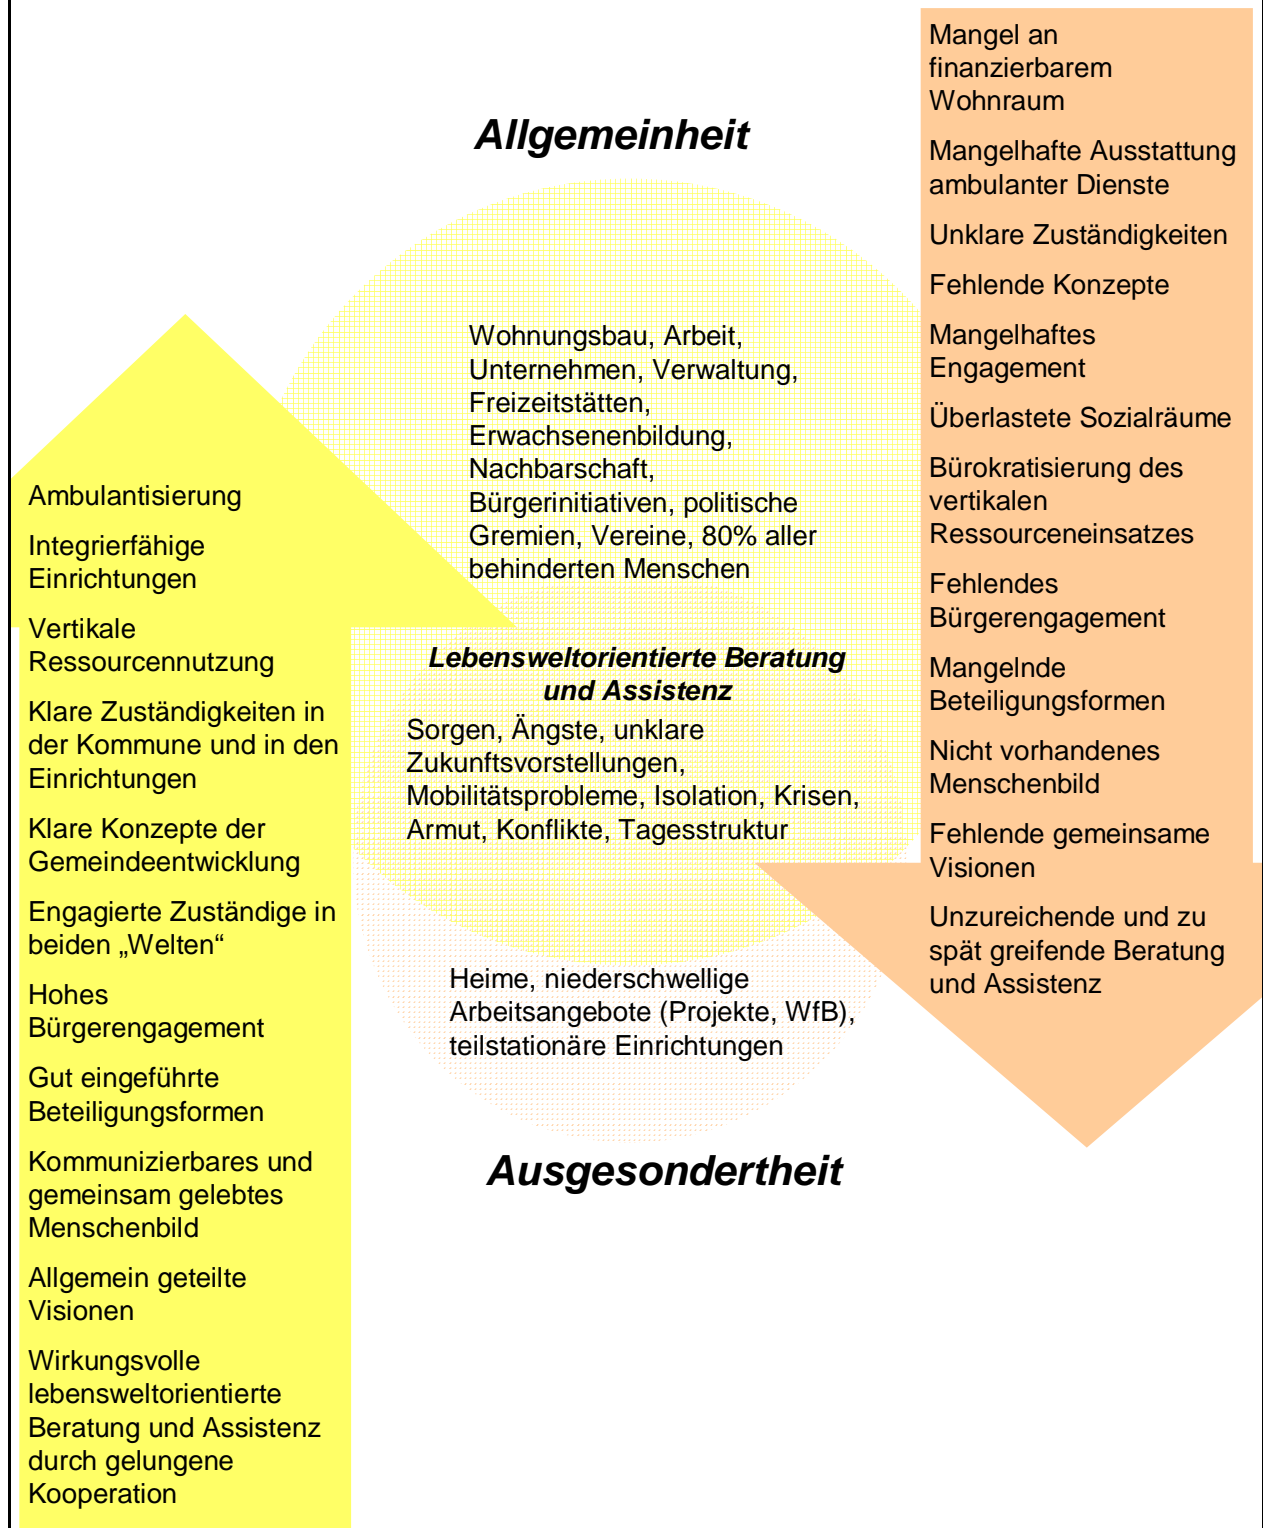 Allgemeinheit
Wohnungsbau, Arbeit,
Unternehmen, Verwaltung,
Freizeitstätten,
Erwachsenenbildung,
Nachbarschaft,
Bürgerinitiativen, politische
Gremien, Vereine, 80% aller
behinderten Menschen
Lebensweltorientierte Beratung
und Assistenz
Sorgen, Ängste, unklare
Zukunftsvorstellungen,
Mobilitätsprobleme, Isolation, Krisen,
Armut, Konflikte, Tagesstruktur
Heime, niederschwellige
Arbeitsangebote (Projekte, WfB),
teilstationäre Einrichtungen
Ausgesondertheit
Ambulantisierung
Integrierfähige
Einrichtungen
Vertikale
Ressourcennutzung
Klare Zuständigkeiten in
der Kommune und in den
Einrichtungen
Klare Konzepte der
Gemeindeentwicklung
Engagierte Zuständige in
beiden „Welten“
Hohes
Bürgerengagement
Gut eingeführte
Beteiligungsformen
Kommunizierbares und
gemeinsam gelebtes
Menschenbild
Allgemein geteilte
Visionen
Wirkungsvolle
lebensweltorientierte
Beratung und Assistenz
durch gelungene
Kooperation
Mangel an
finanzierbarem
Wohnraum
Mangelhafte Ausstattung
ambulanter Dienste
Unklare Zuständigkeiten
Fehlende Konzepte
Mangelhaftes
Engagement
Überlastete Sozialräume
Bürokratisierung des
vertikalen
Ressourceneinsatzes
Fehlendes
Bürgerengagement
Mangelnde
Beteiligungsformen
Nicht vorhandenes
Menschenbild
Fehlende gemeinsame
Visionen
Unzureichende und zu
spät greifende Beratung
und Assistenz